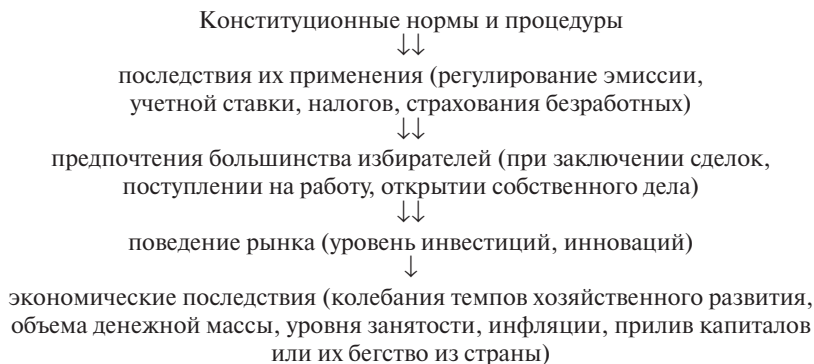 Конституционные нормы и процедуры
↓↓
последствия их применения (регулирование эмиссии,
учетной ставки, налогов, страхования безработных)
↓↓
предпочтения большинства избирателей (при заключении сделок,
поступлении на работу, открытии собственного дела)
↓↓
поведение рынка (уровень инвестиций, инноваций)
↓
экономические последствия (колебания темпов хозяйственного развития,
объема денежной массы, уровня занятости, инфляции, прилив капиталов
или их бегство из страны)